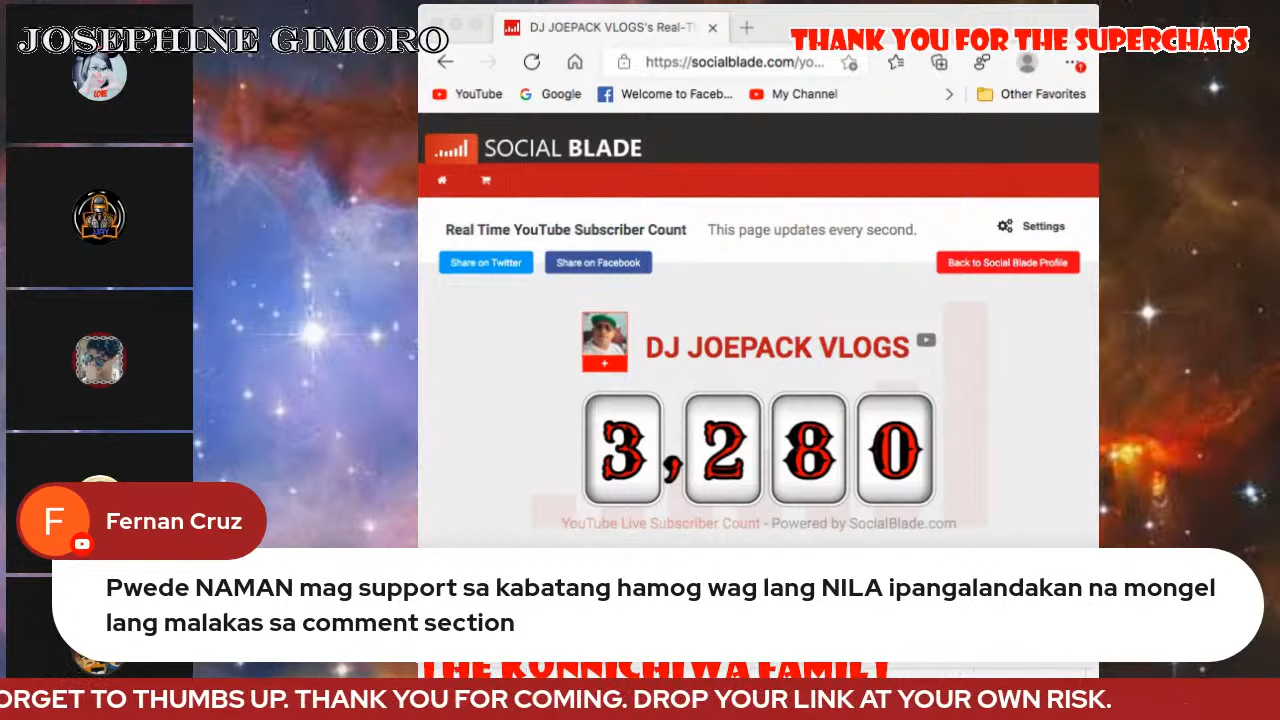 JOSEPHINE GIMORO
THANK YOU FOR THE SUPERCHATS
LOVE
DJ JOEPACK VLOGS's Real-T
https://socialblade.com/yo...
YouTube
Google
Welcome to Faceb...
My Channel
Other Favorites
SOCIAL BLADE
Real Time YouTube Subscriber Count
This page updates every second.
Settings
Share on Twitter
Share on Facebook
Back to Social Blade Profile
DJ JOEPACK VLOGS
3,280
YouTube Live Subscriber Count - Powered by SocialBlade.com
F
Fernan Cruz
Pwede NAMAN mag support sa kabatang hamog wag lang NILA ipangalandakan na mongel
lang malakas sa comment section
THE KONNICHIWA FAMILY
ORGET TO THUMBS UP. THANK YOU FOR COMING. DROP YOUR LINK AT YOUR OWN RISK.